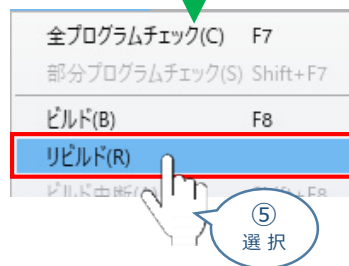 全プログラムチェック(C) F7
部分プログラムチェック(S) Shift+F7
ビルド(B) F8
リビルド(R)
⑤
選択